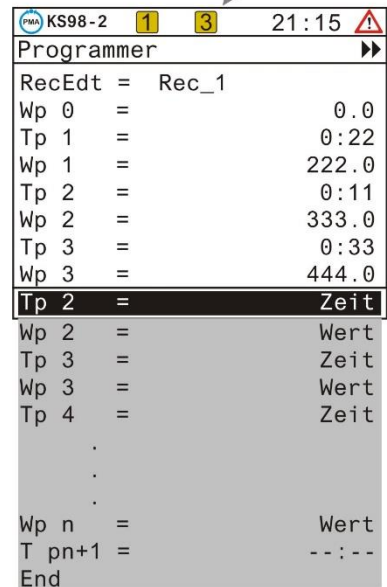 PMA KS98-2 1 3 21:15
Programmer
RecEdt = Rec_1
Wp 0 = 0.0
Tp 1 = 0:22
Wp 1 = 222.0
Tp 2 = 0:11
Wp 2 = 333.0
Tp 3 = 0:33
Wp 3 = 444.0
Tp 2 = Zeit
Wp 2 = Wert
Tp 3 = Zeit
Wp 3 = Wert
Tp 4 = Zeit
.
.
.
Wp n = Wert
T pn+1 = --:--
End